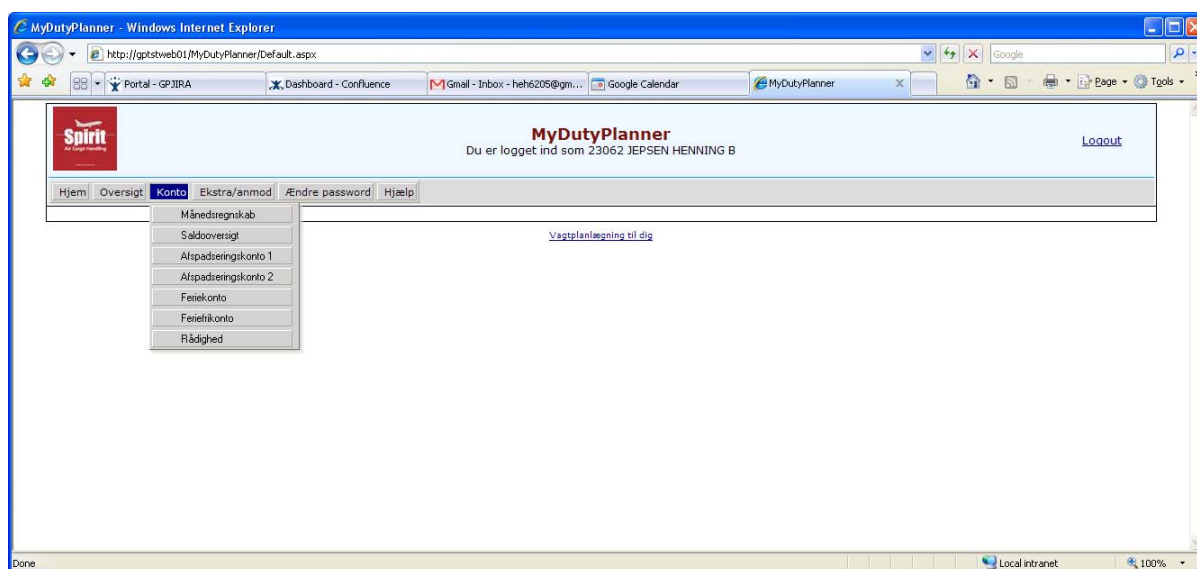 MyDutyPlanner - Windows Internet Explorer
http://gptstweb01/MyDutyPlanner/Default.aspx
Google
Portal - GPJIRA
Dashboard - Confluence
Gmail - Inbox - heh6205@gm...
Google Calendar
MyDutyPlanner
Page
Tools
Spirit
Air Cargo Handling
MyDutyPlanner
Du er logget ind som 23062 JEPSEN HENNING B
Logout
Hjem Oversigt Konto Ekstra/anmod Ændre password Hjælp
Månedsregnskab
Saldooversigt
Vagtplanlægning til dig
Afspadseringskonto 1
Afspadseringskonto 2
Feriekonto
Feriefrikonto
Rådighed
Done
Local intranet
100%